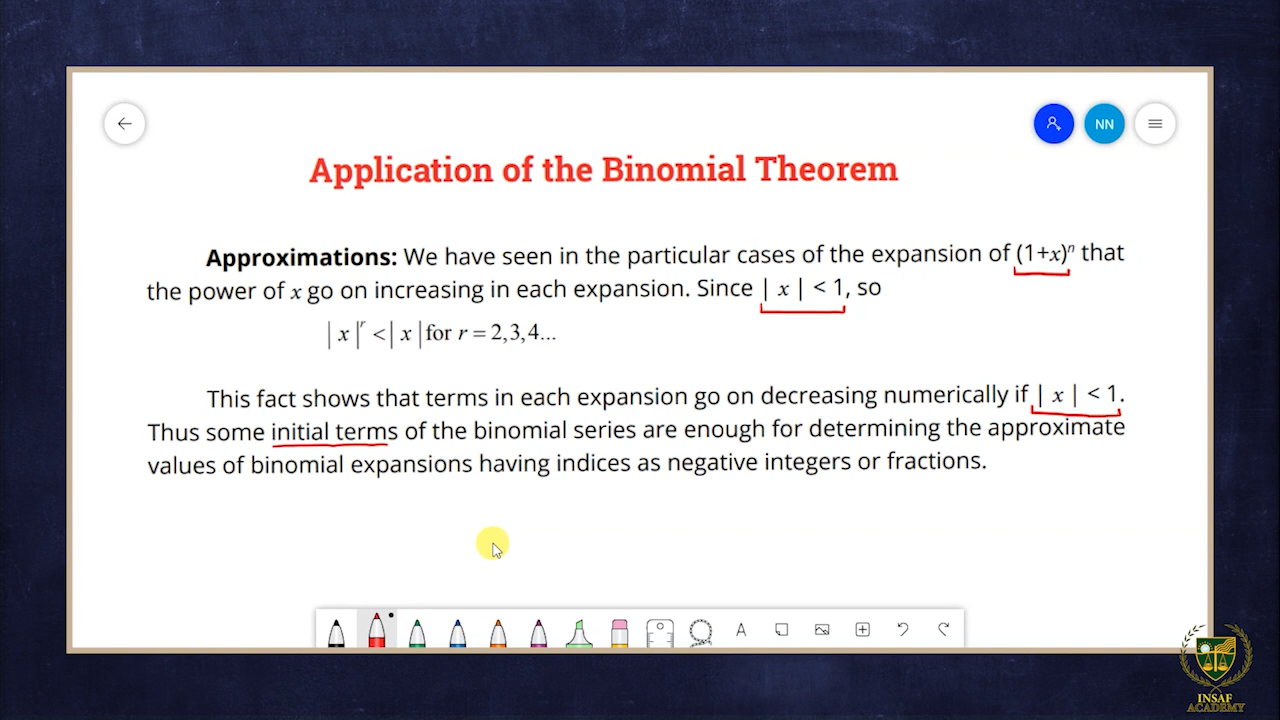 NN
Application of the Binomial Theorem
Approximations: We have seen in the particular cases of the expansion of (1+x)ⁿ that
the power of x go on increasing in each expansion. Since | x | < 1, so
| x |ʳ < | x | for r = 2,3,4...
This fact shows that terms in each expansion go on decreasing numerically if | x | < 1.
Thus some initial terms of the binomial series are enough for determining the approximate
values of binomial expansions having indices as negative integers or fractions.
A
INSAF
ACADEMY